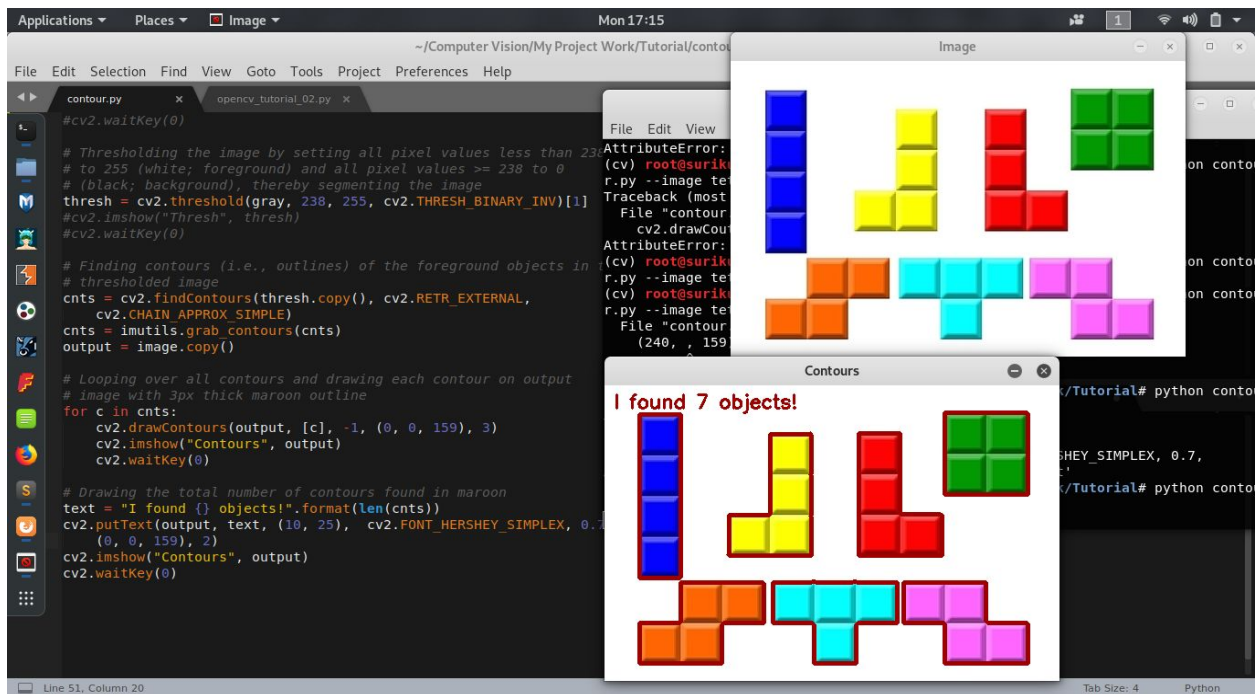 Applications Places Image Mon 17:15 1
~/Computer Vision/My Project Work/Tutorial/contou
File Edit Selection Find View Goto Tools Project Preferences Help
contour.py × opencv_tutorial_02.py ×
#cv2.waitKey(0)
# Thresholding the image by setting all pixel values less than 238
# to 255 (white; foreground) and all pixel values >= 238 to 0
# (black; background), thereby segmenting the image
thresh = cv2.threshold(gray, 238, 255, cv2.THRESH_BINARY_INV)[1]
#cv2.imshow("Thresh", thresh)
#cv2.waitKey(0)
# Finding contours (i.e., outlines) of the foreground objects in t
# thresholded image
cnts = cv2.findContours(thresh.copy(), cv2.RETR_EXTERNAL,
cv2.CHAIN_APPROX_SIMPLE)
cnts = imutils.grab_contours(cnts)
output = image.copy()
# Looping over all contours and drawing each contour on output
# image with 3px thick maroon outline
for c in cnts:
cv2.drawContours(output, [c], -1, (0, 0, 159), 3)
cv2.imshow("Contours", output)
cv2.waitKey(0)
# Drawing the total number of contours found in maroon
text = "I found {} objects!".format(len(cnts))
cv2.putText(output, text, (10, 25), cv2.FONT_HERSHEY_SIMPLEX, 0.7
(0, 0, 159), 2)
cv2.imshow("Contours", output)
cv2.waitKey(0)
File Edit View
AttributeError:
(cv) root@suriku on contou
r.py --image tet
Traceback (most
File "contour.
cv2.drawCout
AttributeError:
(cv) root@suriku on contou
r.py --image tet
(cv) root@suriku on contou
r.py --image tet
File "contour.
(240, , 159)
^
k/Tutorial# python contou
SHEY_SIMPLEX, 0.7,
t'
k/Tutorial# python contou
Image
Contours
I found 7 objects!
Line 51, Column 20 Tab Size: 4 Python